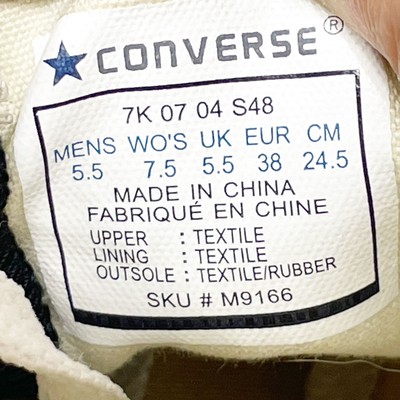 CONVERSE®
7K 07 04 S48
MENS WO'S UK EUR CM
5.5 7.5 5.5 38 24.5
MADE IN CHINA
FABRIQUÉ EN CHINE
UPPER : TEXTILE
LINING : TEXTILE
OUTSOLE : TEXTILE/RUBBER
SKU # M9166